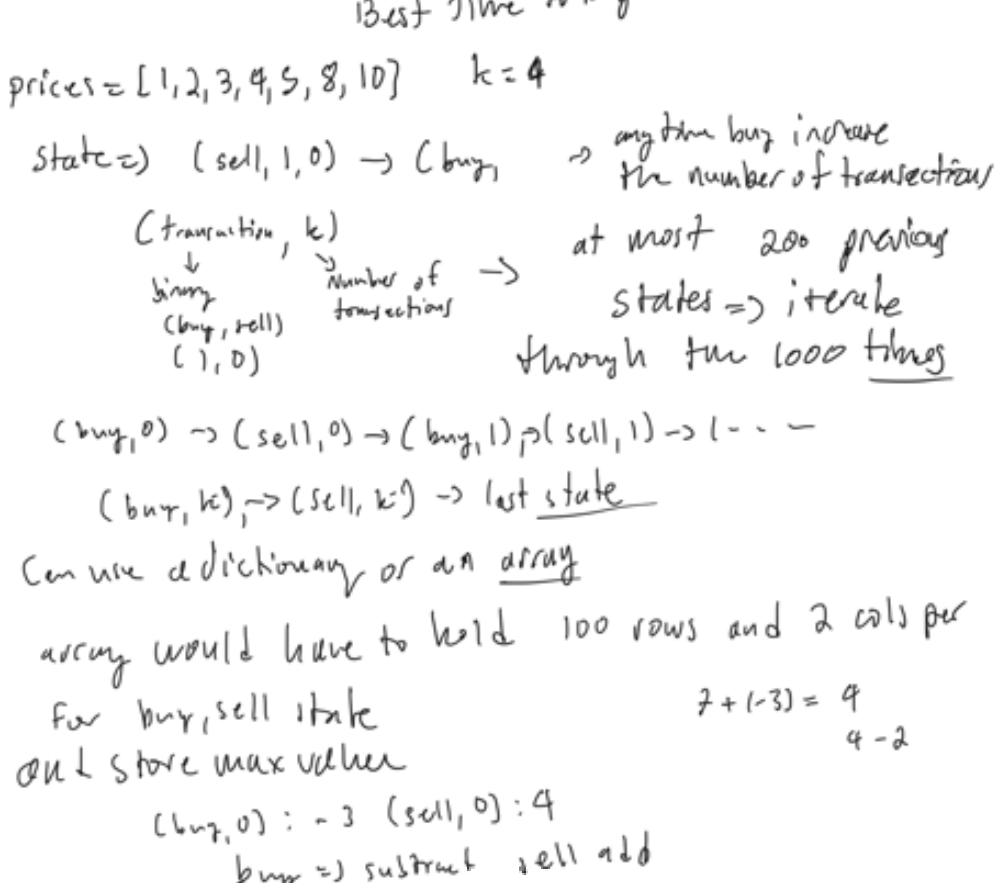 Best Time to
prices = [1, 2, 3, 4, 5, 8, 10] k = 4
state => (sell, 1, 0) -> (buy, -> any time buy increase
the number of transactions
(transaction, k) at most 200 previous
binary Number of -> states => iterate
(buy, sell) transactions
(1, 0) through the 1000 times
(buy, 0) -> (sell, 0) -> (buy, 1) -> (sell, 1) -> (- - - -
(buy, k), -> (sell, k) -> last state
Can use a dictionary or an array
array would have to hold 100 rows and 2 cols per
for buy, sell state 7 + (-3) = 4
4 - 2
and store max value
(buy, 0) : - 3 (sell, 0) : 4
buy => subtract sell add